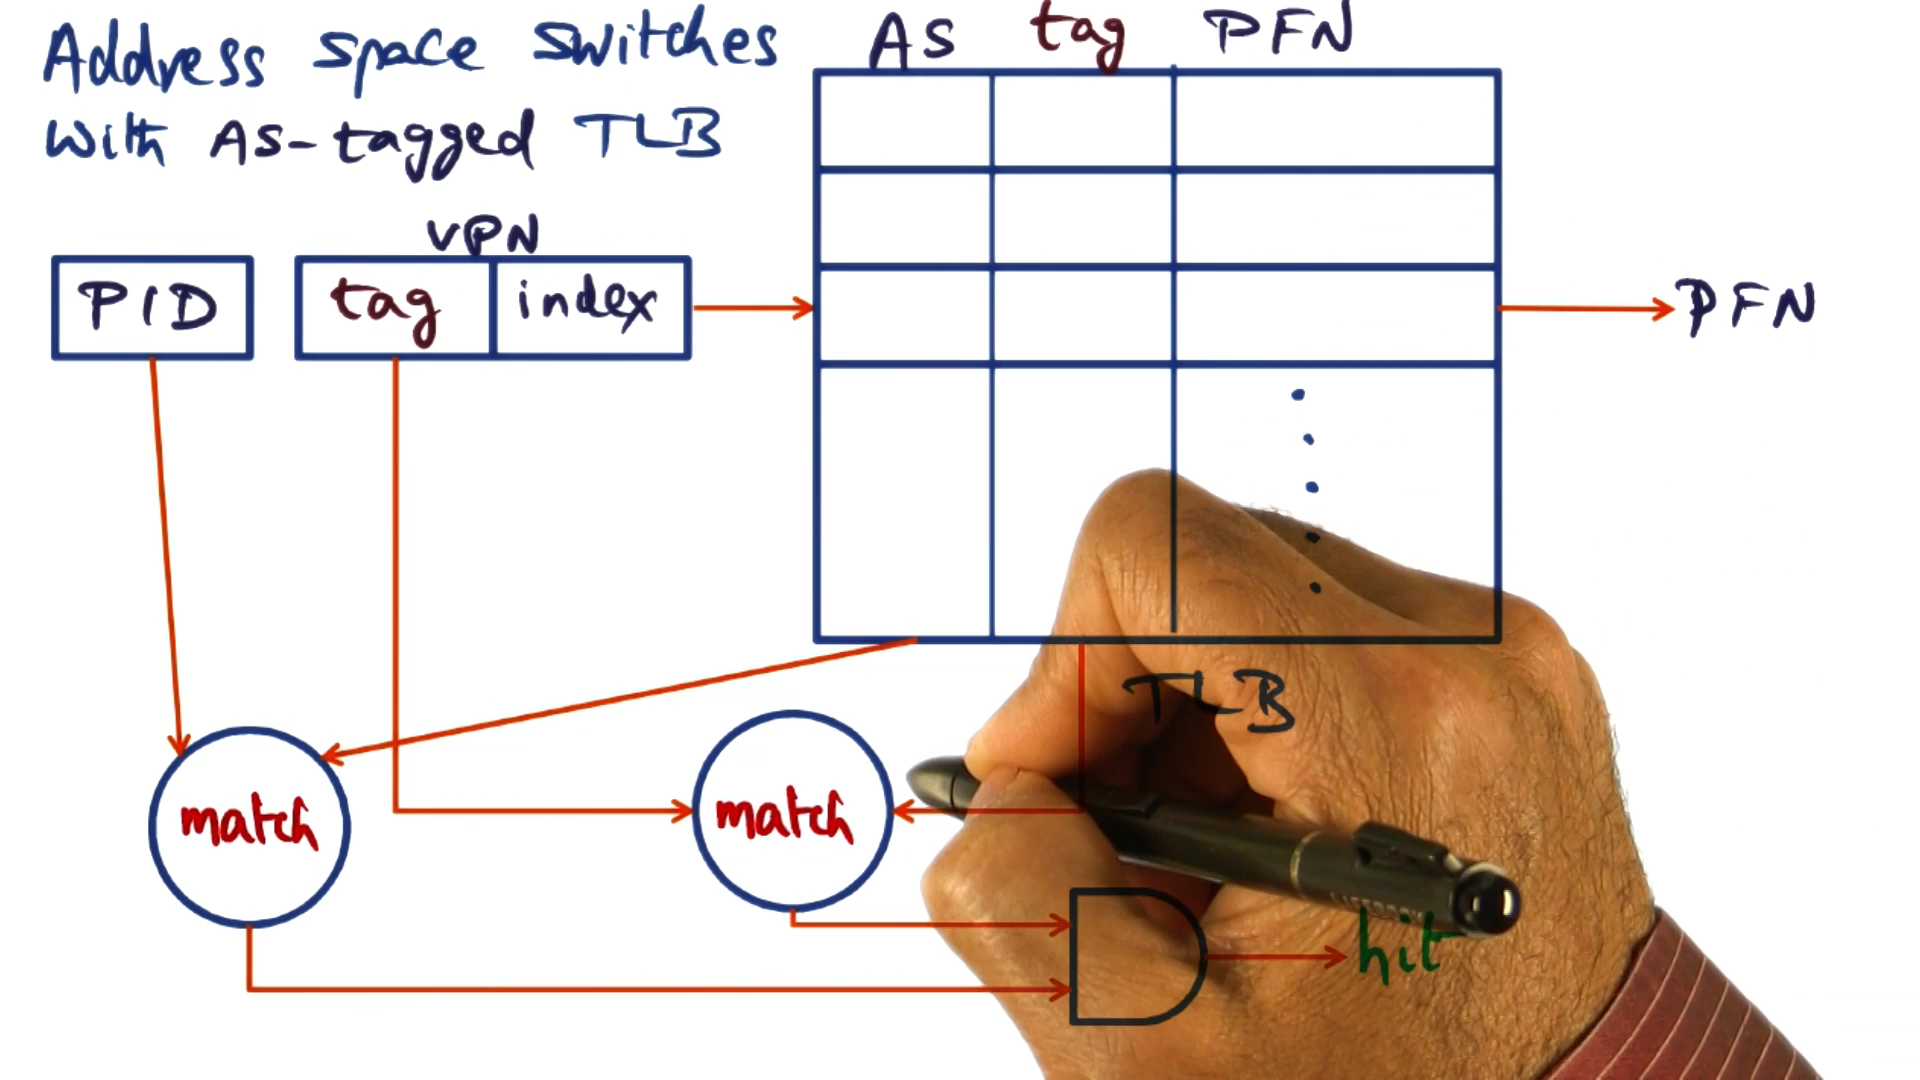 Address space switches
with AS-tagged TLB
AS tag PFN
VPN
PID tag index
PFN
TLB
match match
hit